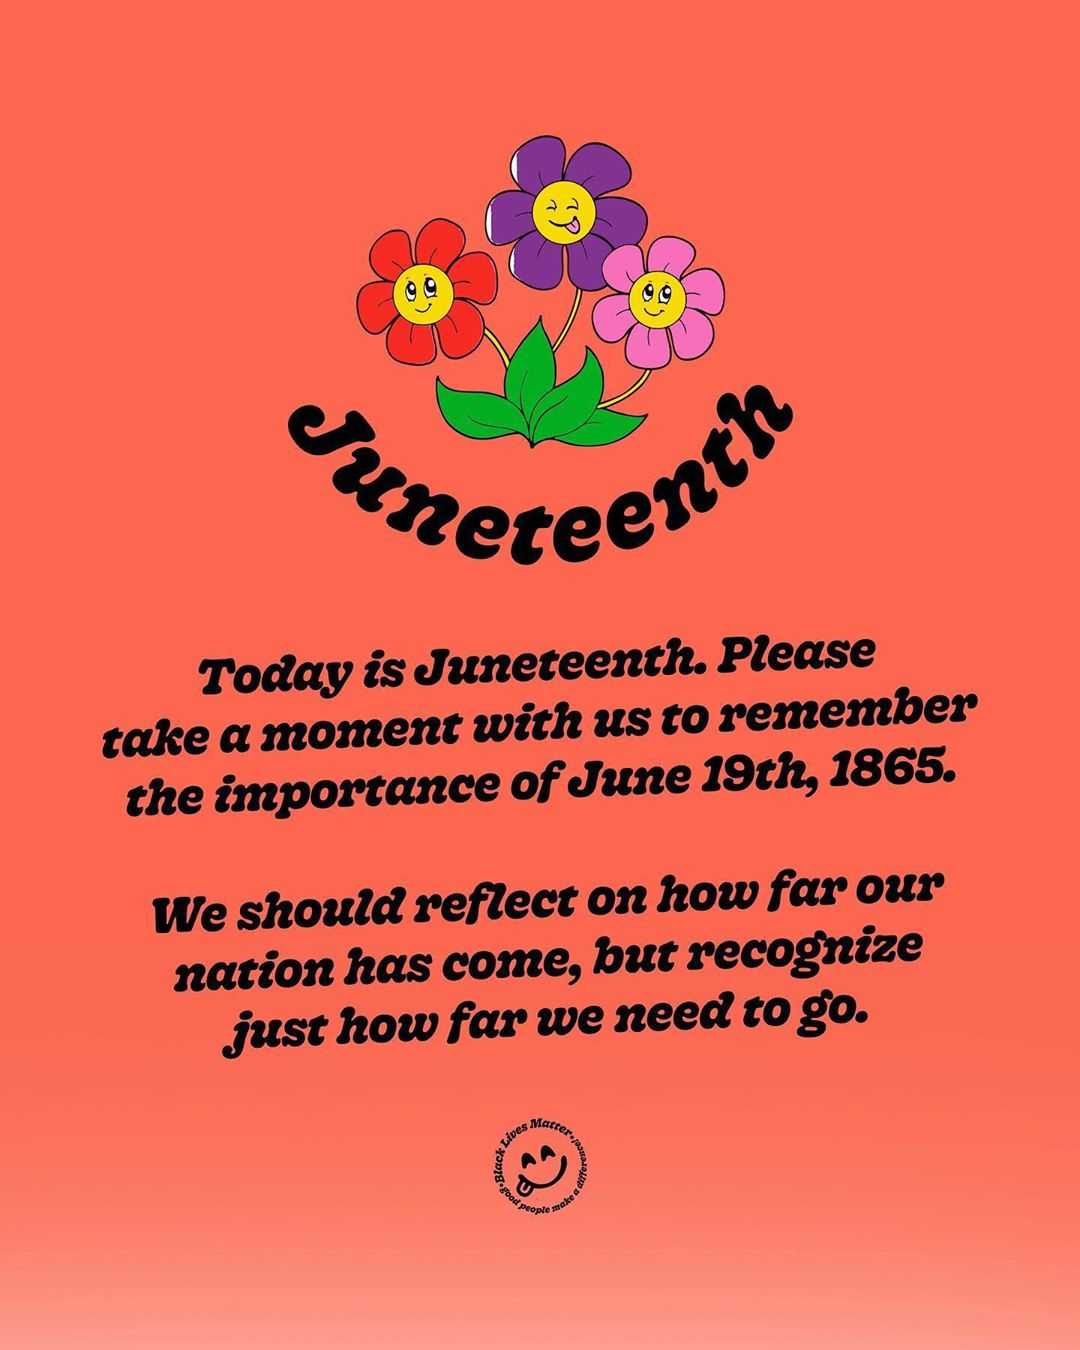 Juneteenth
Today is Juneteenth. Please
take a moment with us to remember
the importance of June 19th, 1865.
We should reflect on how far our
nation has come, but recognize
just how far we need to go.
•Black Lives Matter•
good people make a difference!